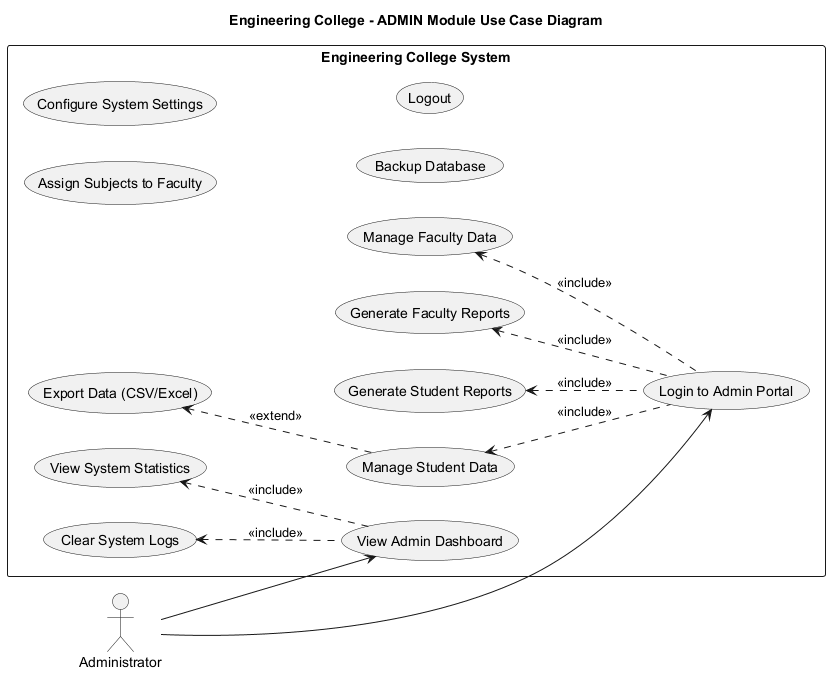 Engineering College - ADMIN Module Use Case Diagram
Engineering College System
Configure System Settings
Logout
Backup Database
Assign Subjects to Faculty
Manage Faculty Data
«include»
Generate Faculty Reports
«include»
Export Data (CSV/Excel)
Generate Student Reports
«include»
Login to Admin Portal
«extend»
«include»
View System Statistics
Manage Student Data
«include»
Clear System Logs
«include»
View Admin Dashboard
Administrator